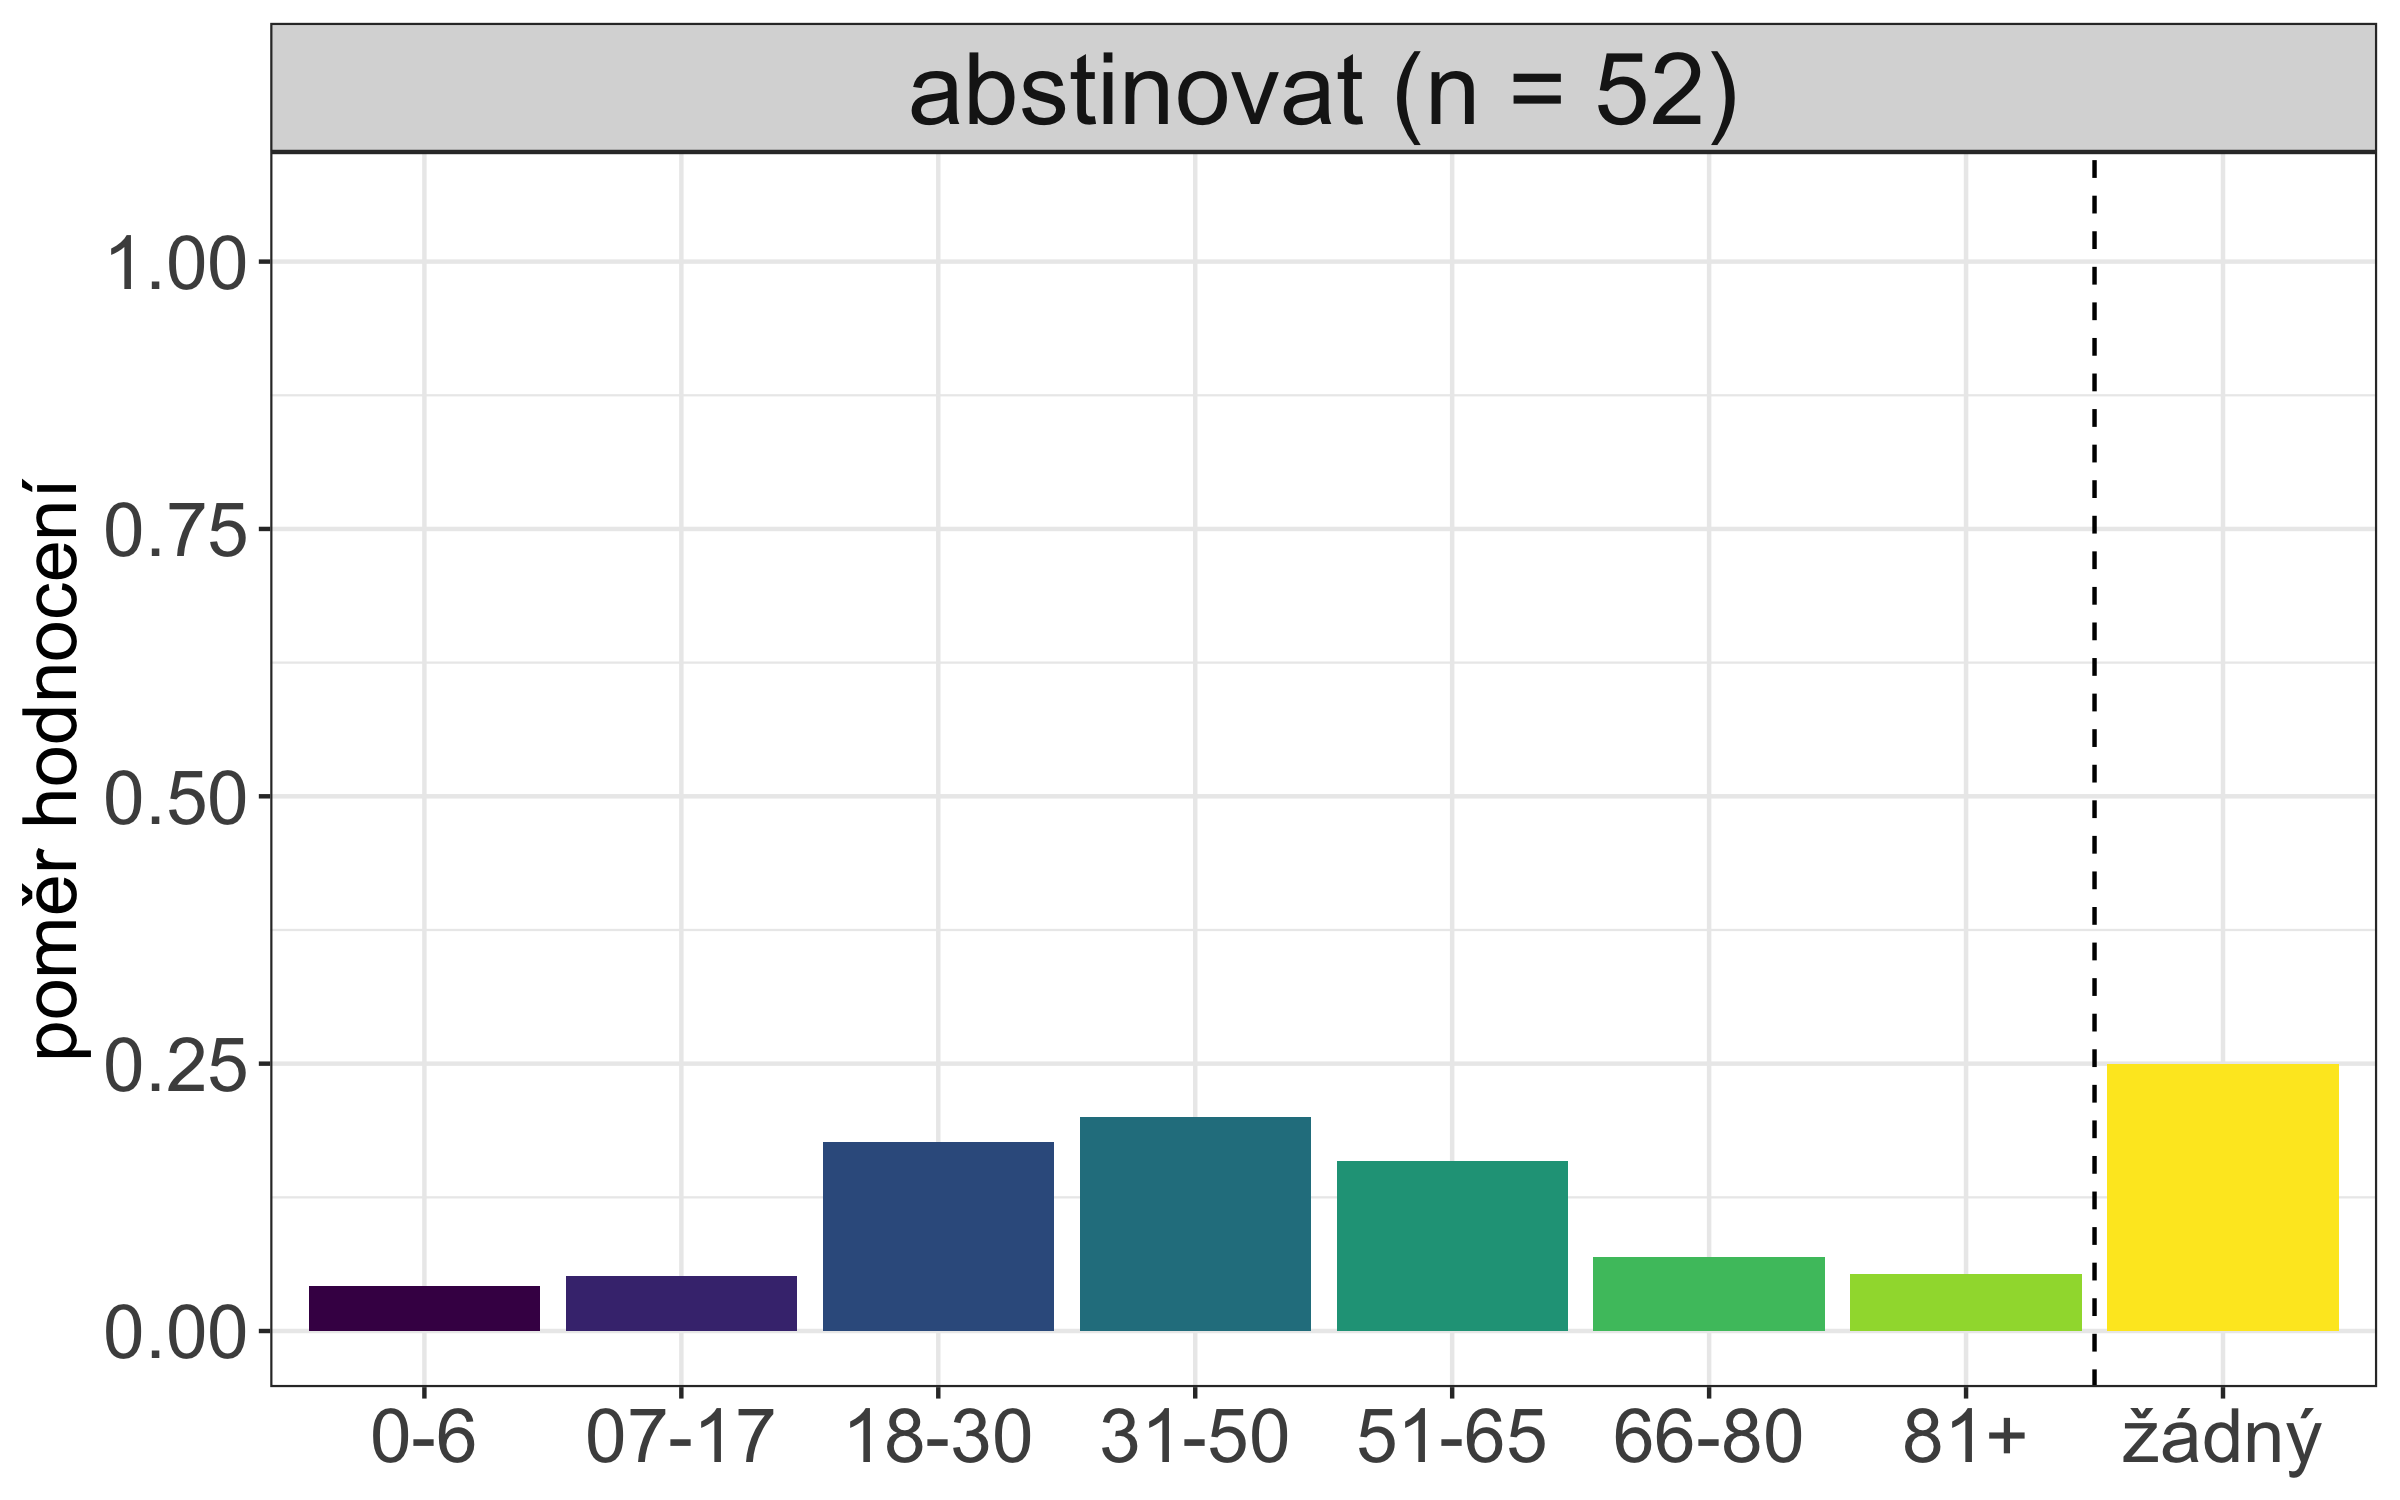 abstinovat (n = 52)
poměr hodnocení
1.00
0.75
0.50
0.25
0.00
0-6 07-17 18-30 31-50 51-65 66-80 81+ žádný